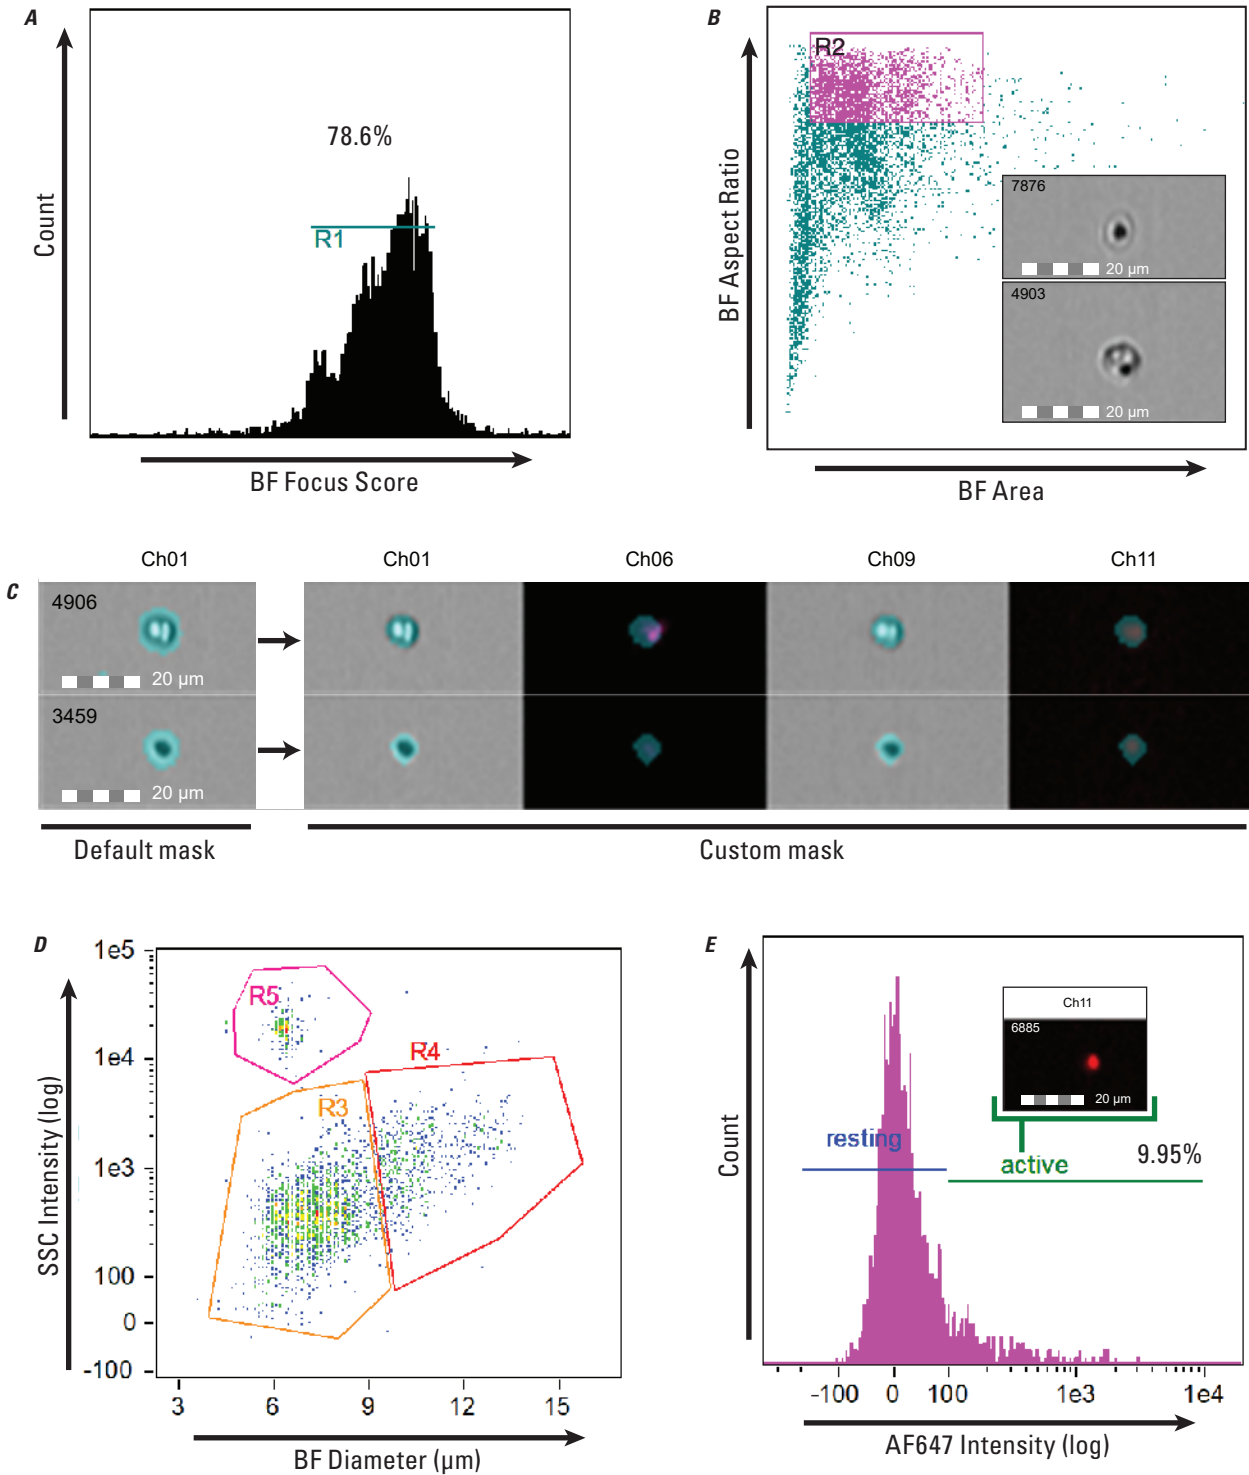 A
Count
78.6%
R1
BF Focus Score
B
BF Aspect Ratio
R2
7876
20 µm
4903
20 µm
BF Area
C
Ch01
Ch01
Ch06
Ch09
Ch11
4906
20 µm
3459
20 µm
Default mask
Custom mask
D
SSC Intensity (log)
1e5
1e4
1e3
100
0
-100
R5
R4
R3
3 6 9 12 15
BF Diameter (µm)
E
Count
Ch11
6885
20 µm
resting
active
9.95%
-100 0 100 1e3 1e4
AF647 Intensity (log)